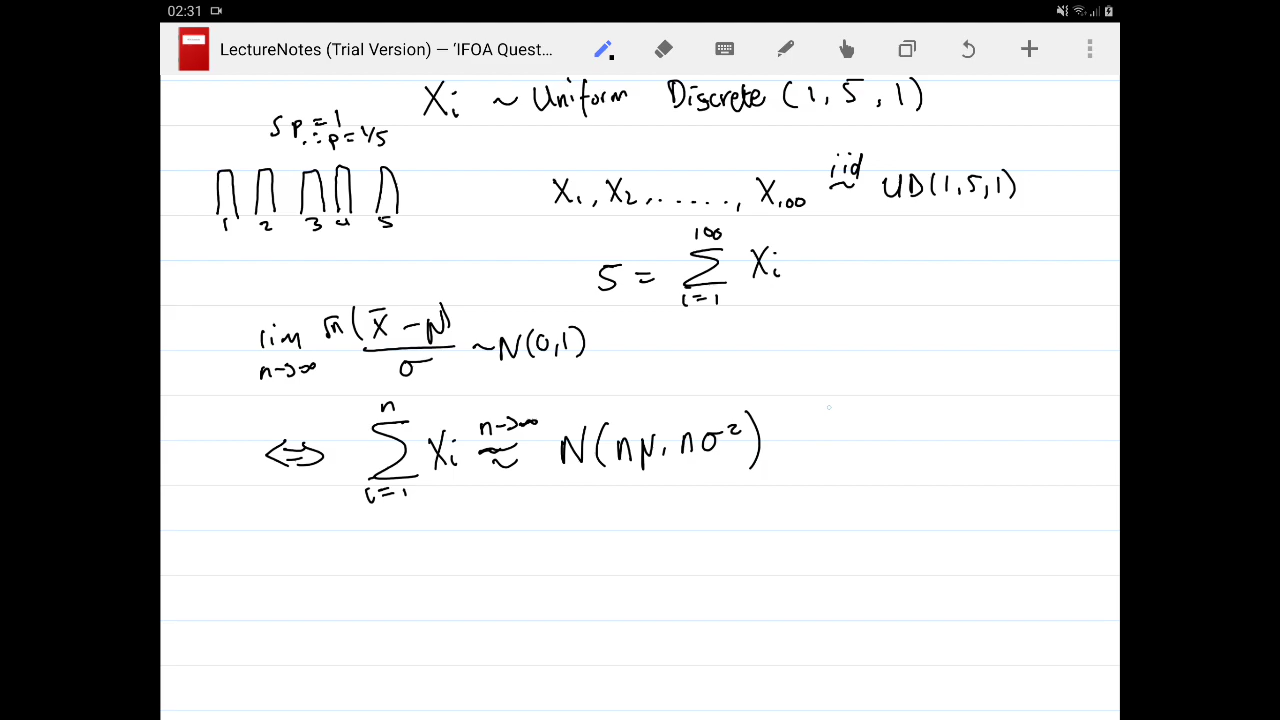 02:31
LectureNotes (Trial Version) — ‘IFOA Quest...
Xᵢ ~ Uniform Discrete (1, 5, 1)
5p = 1
∴ p = 1/5
1 2 3 4 5
X₁, X₂, ......, X₁₀₀ iid ~ UD(1, 5, 1)
S = Σ_{i=1}^{100} Xᵢ
lim_{n→∞} √n(X̄ − μ)/σ ~ N(0,1)
⇔ Σ_{i=1}^{n} Xᵢ ≈~ (n→∞) N(nμ, nσ²)